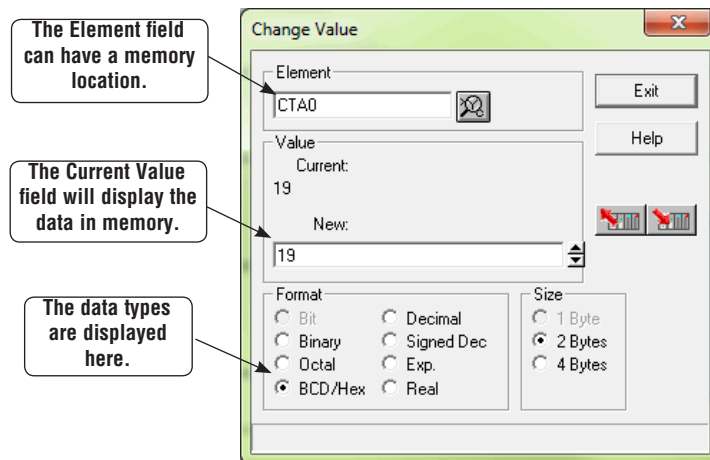 The Element field
can have a memory
location.
The Current Value
field will display the
data in memory.
The data types
are displayed
here.
Change Value
Element
CTA0
Exit
Help
Value
Current:
19
New:
19
Format
Bit
Decimal
Binary
Signed Dec
Octal
Exp.
BCD/Hex
Real
Size
1 Byte
2 Bytes
4 Bytes